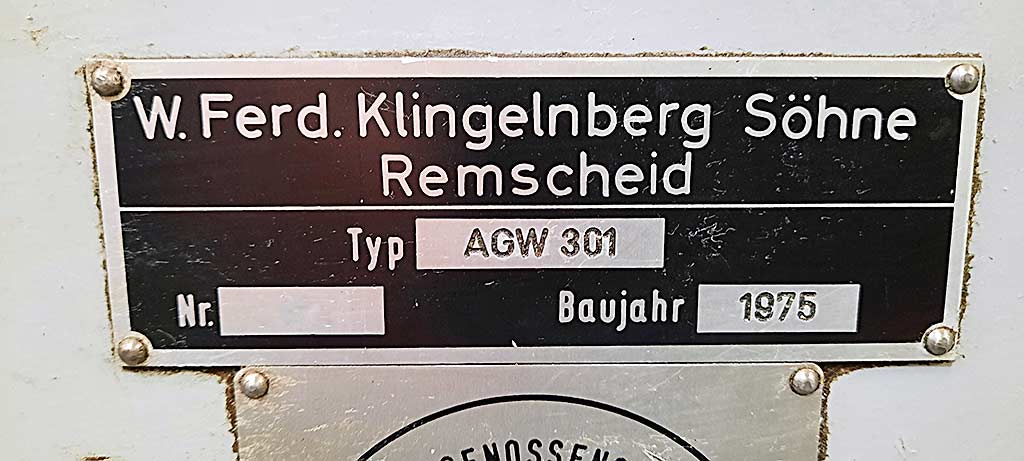 W. Ferd. Klingelnberg Söhne
Remscheid
Typ AGW 301
Nr.
Baujahr 1975